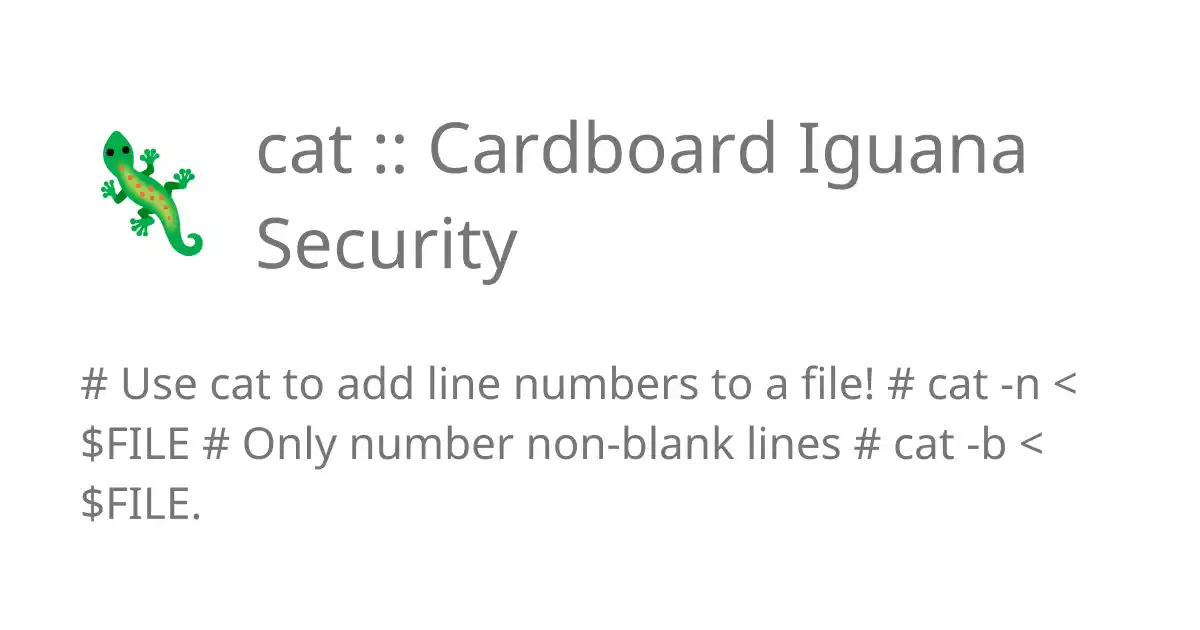 cat :: Cardboard Iguana
Security
# Use cat to add line numbers to a file! # cat -n <
$FILE # Only number non-blank lines # cat -b <
$FILE.